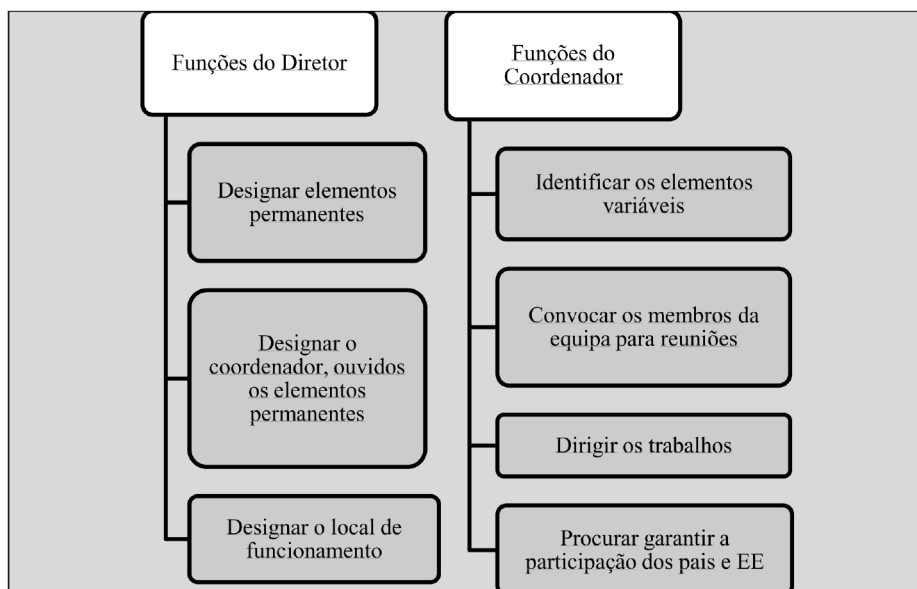 Funções do Diretor
Designar elementos
permanentes
Designar o
coordenador, ouvidos
os elementos
permanentes
Designar o local de
funcionamento
Funções do
Coordenador
Identificar os elementos
variáveis
Convocar os membros da
equipa para reuniões
Dirigir os trabalhos
Procurar garantir a
participação dos pais e EE